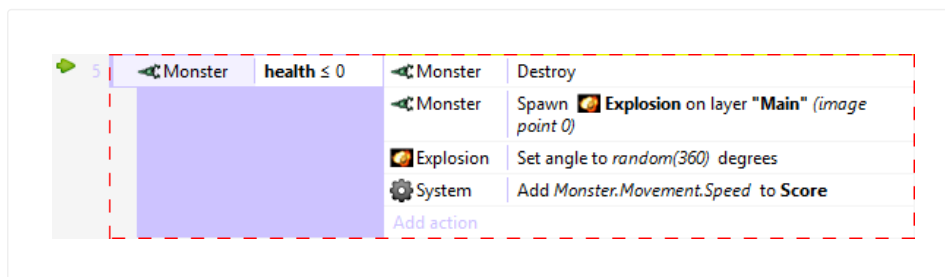 5 Monster health ≤ 0 Monster Destroy
Monster Spawn Explosion on layer "Main" (image
point 0)
Explosion Set angle to random(360) degrees
System Add Monster.Movement.Speed to Score
Add action